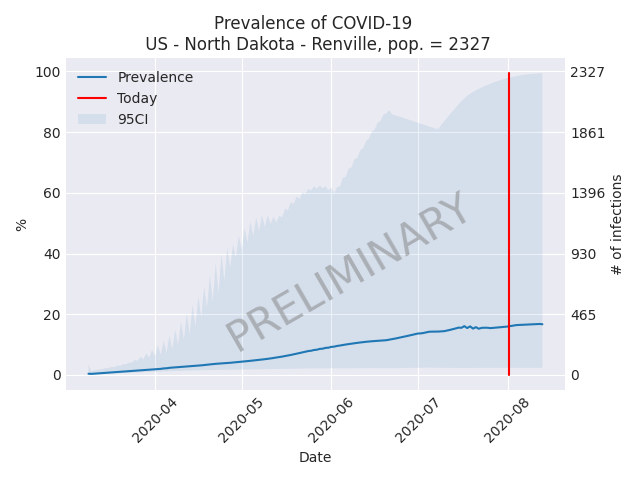 Prevalence of COVID-19
US - North Dakota - Renville, pop. = 2327
Prevalence
Today
95CI
100
80
60
40
20
0
%
2327
1861
1396
930
465
0
# of infections
PRELIMINARY
2020-04
2020-05
2020-06
2020-07
2020-08
Date